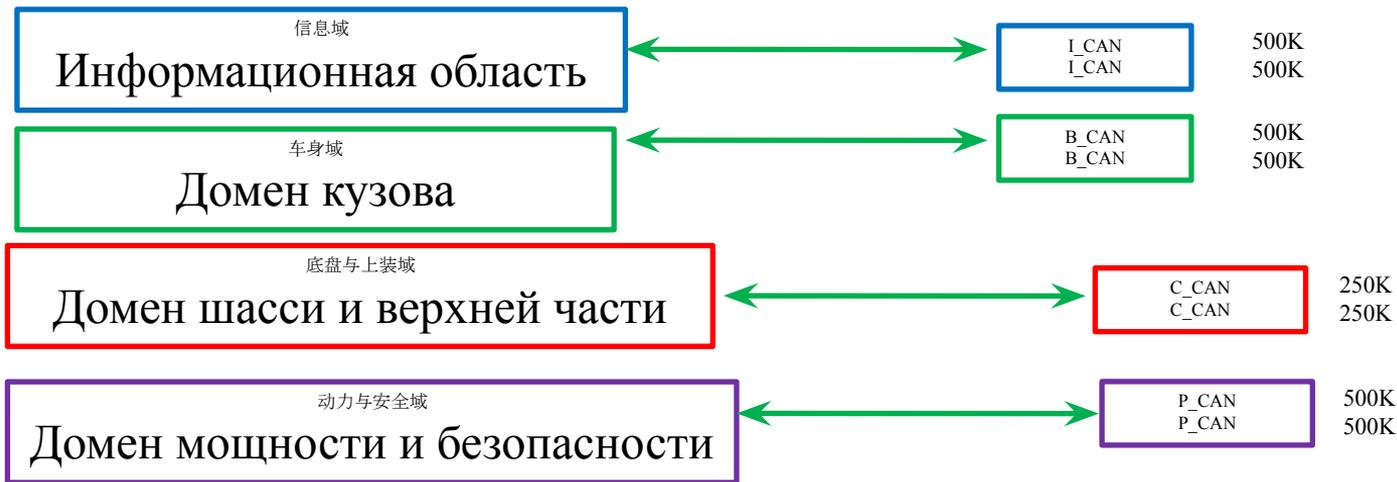 信息域
Информационная область
I_CAN
I_CAN
500K
500K
车身域
Домен кузова
B_CAN
B_CAN
500K
500K
底盘与上装域
Домен шасси и верхней части
C_CAN
C_CAN
250K
250K
动力与安全域
Домен мощности и безопасности
P_CAN
P_CAN
500K
500K